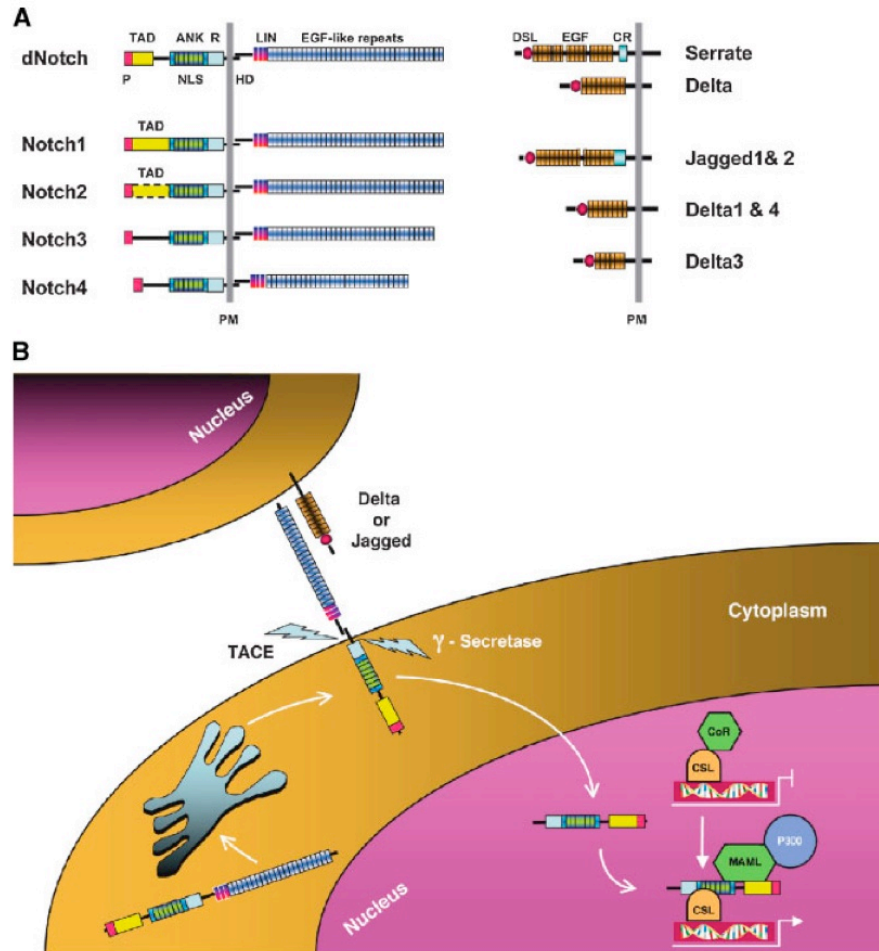 A
TAD ANK R LIN EGF-like repeats
dNotch
P NLS HD
TAD
Notch1
TAD
Notch2
Notch3
Notch4
PM
DSL EGF CR
Serrate
Delta
Jagged1& 2
Delta1 & 4
Delta3
PM
B
Nucleus
Delta
or
Jagged
Cytoplasm
TACE
γ - Secretase
CoR
CSL
P300
MAML
CSL
Nucleus